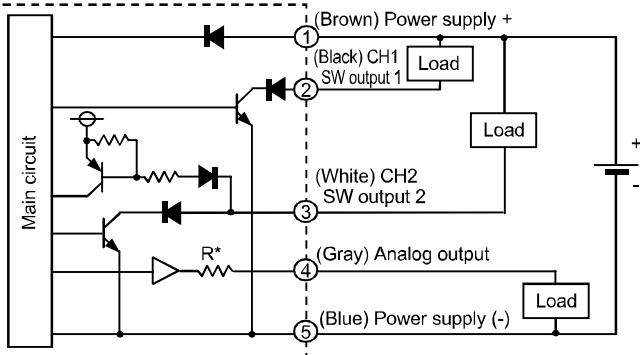 Main circuit
1
(Brown) Power supply +
(Black) CH1
SW output 1
2
Load
Load
(White) CH2
SW output 2
3
+
-
R*
4
(Gray) Analog output
Load
5
(Blue) Power supply (-)